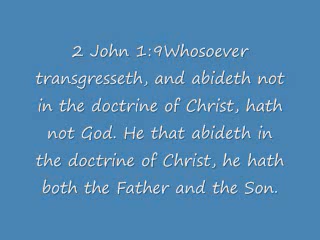 2 John 1:9Whosoever
transgresseth, and abideth not
in the doctrine of Christ, hath
not God. He that abideth in
the doctrine of Christ, he hath
both the Father and the Son.